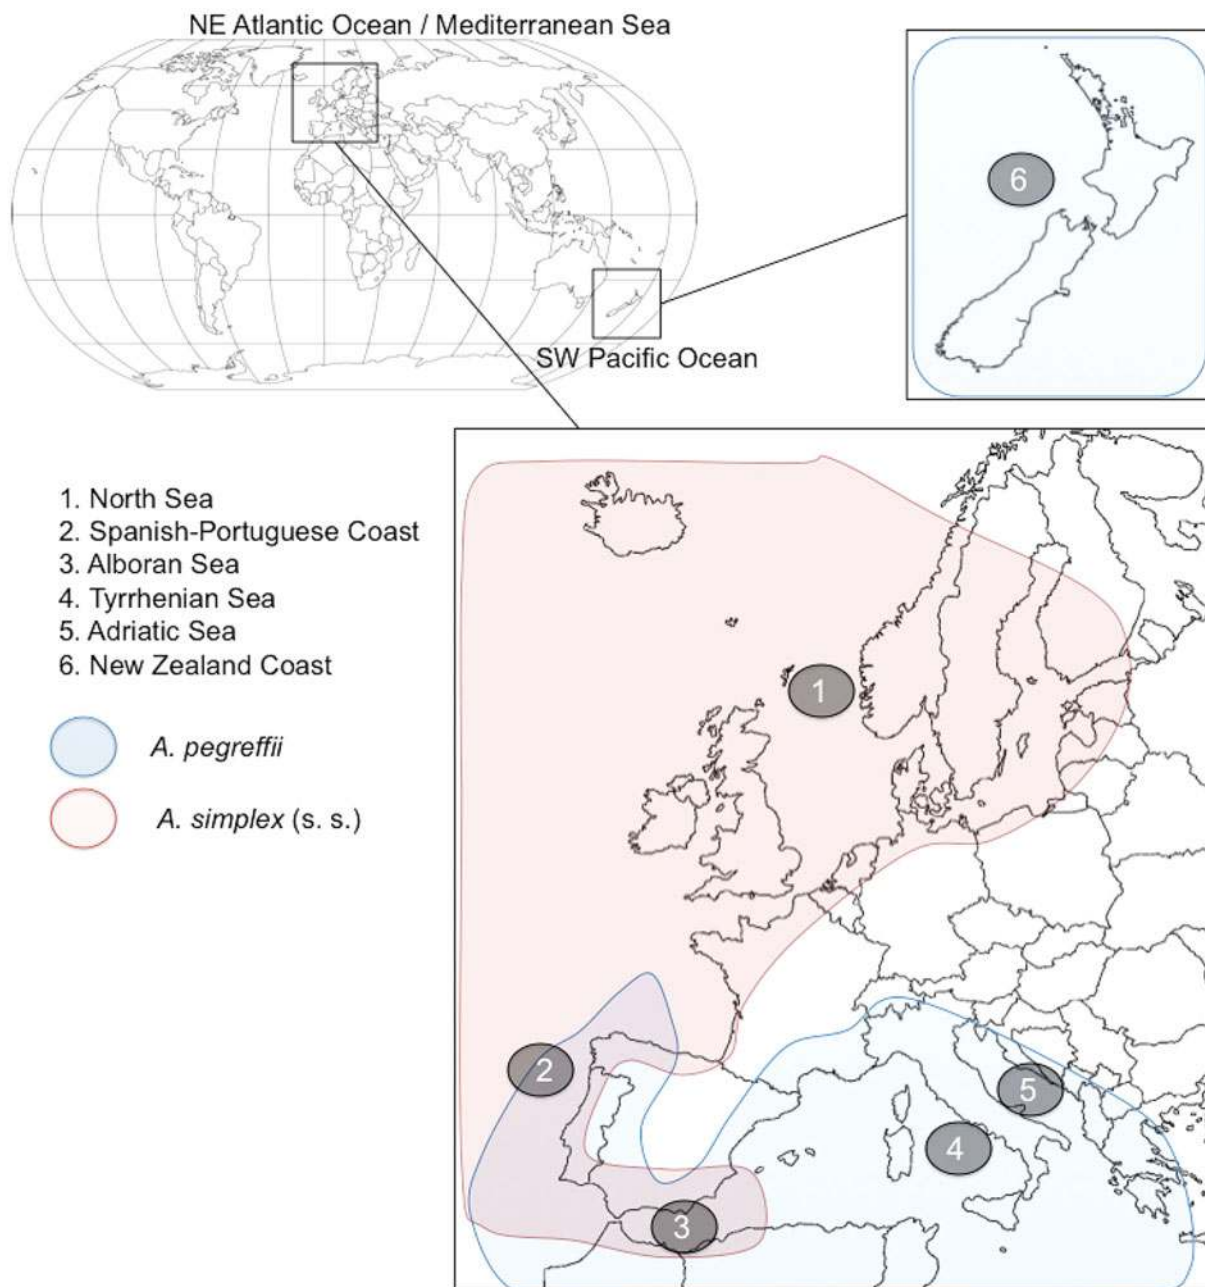 NE Atlantic Ocean / Mediterranean Sea
6
SW Pacific Ocean
1. North Sea
2. Spanish-Portuguese Coast
3. Alboran Sea
4. Tyrrhenian Sea
5. Adriatic Sea
6. New Zealand Coast
A. pegreffii
A. simplex (s. s.)
1
2
5
4
3